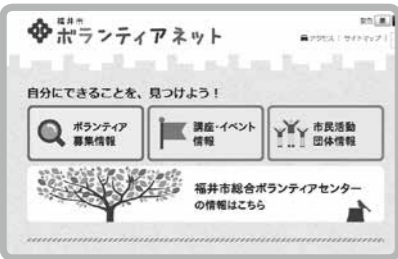 福井市
ボランティアネット
アクセス｜サイトマップ｜
自分にできることを、見つけよう！
ボランティア
募集情報
講座・イベント
情報
市民活動
団体情報
福井市総合ボランティアセンター
の情報はこちら